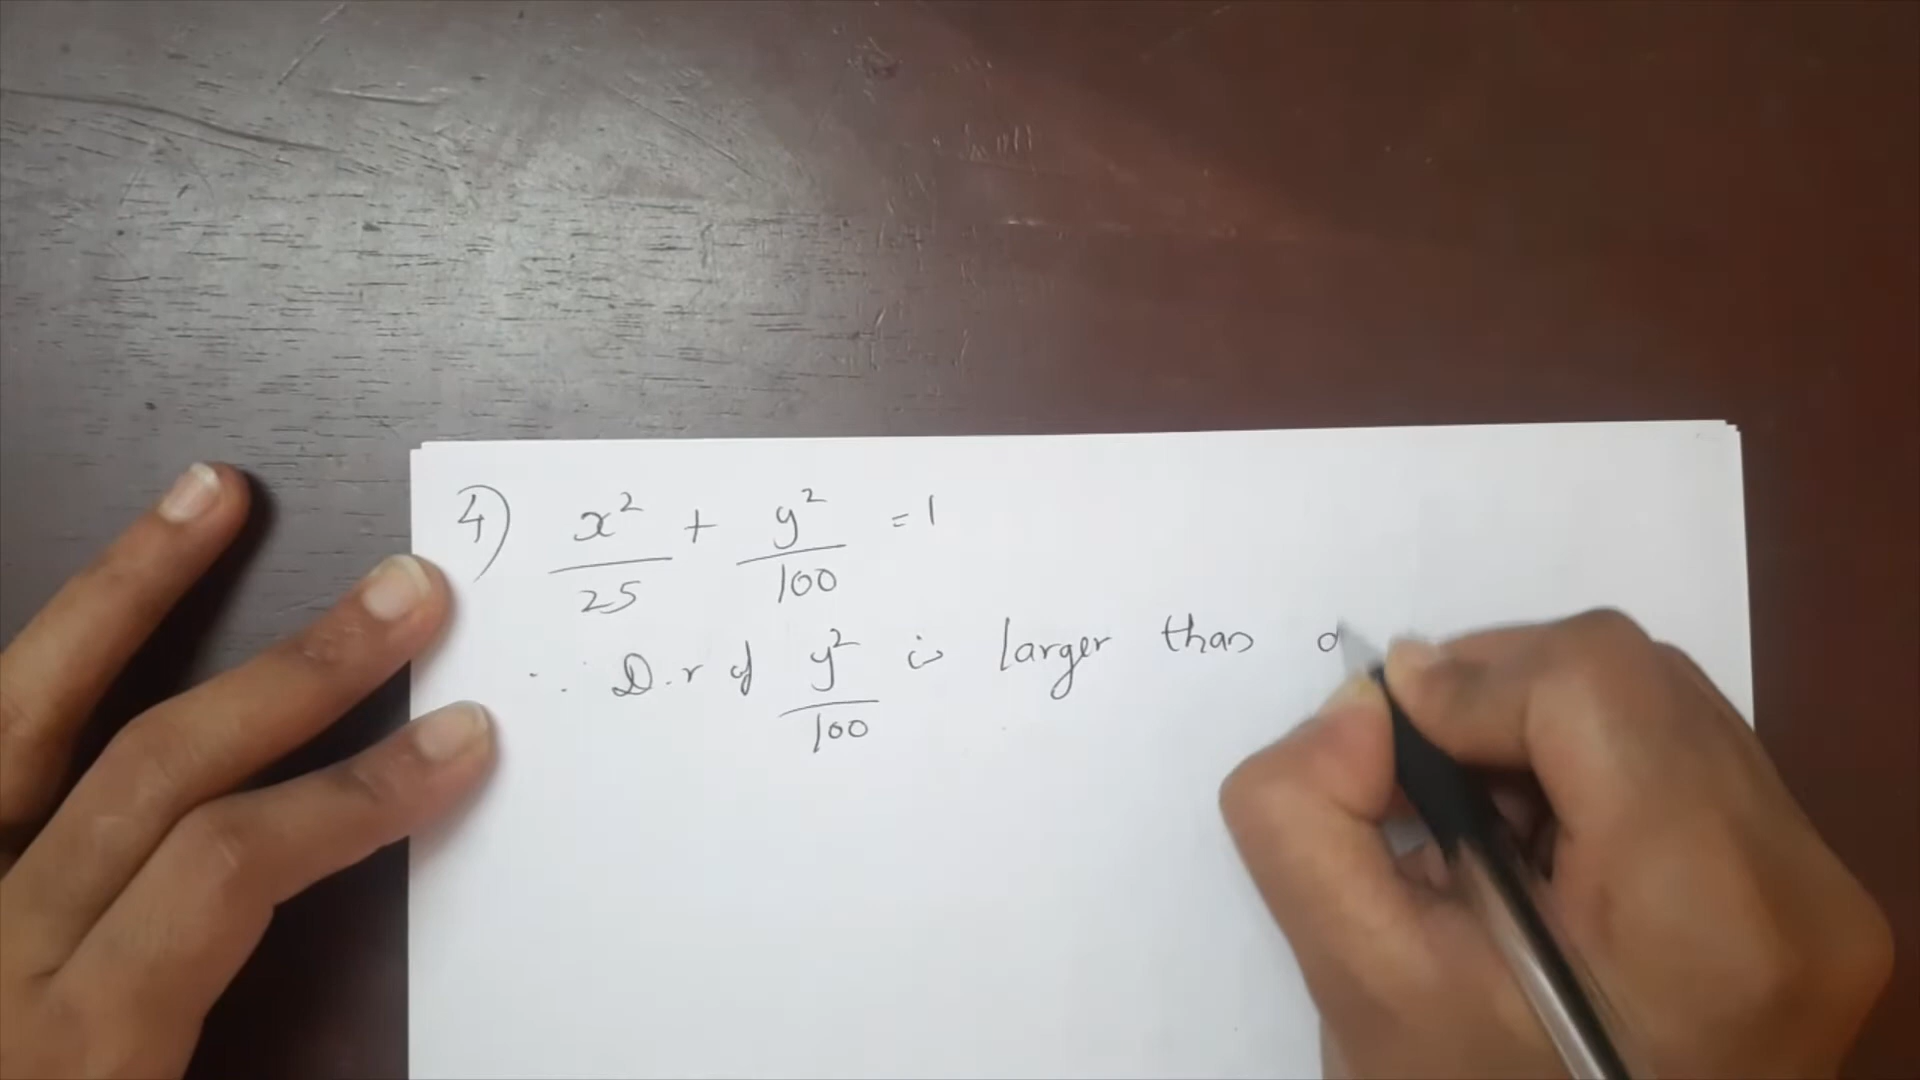 4) x²/25 + y²/100 = 1
∵ D.r of y²/100 is larger than d